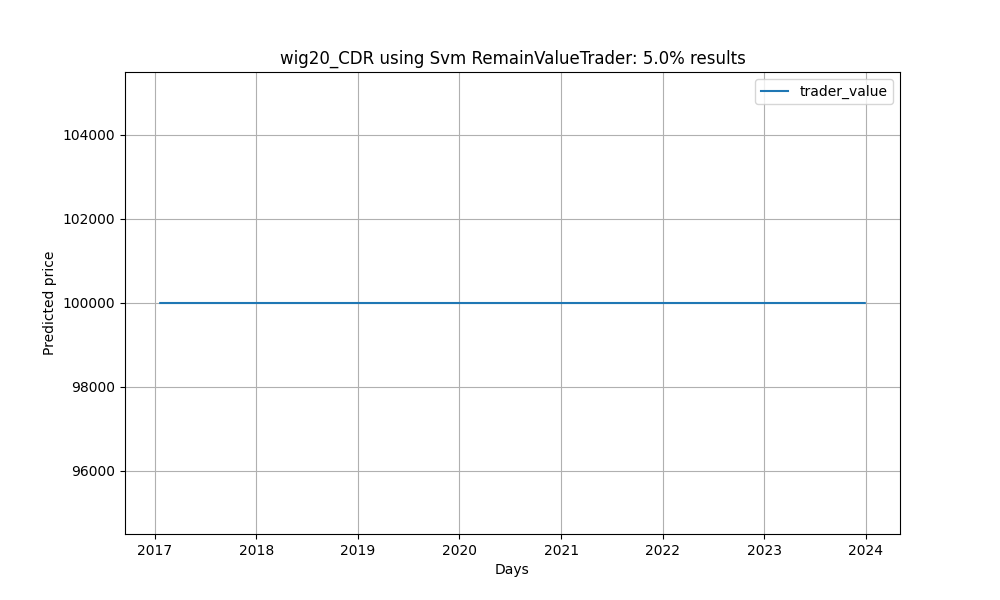 wig20_CDR using Svm RemainValueTrader: 5.0% results
trader_value
Predicted price
104000
102000
100000
98000
96000
2017 2018 2019 2020 2021 2022 2023 2024
Days